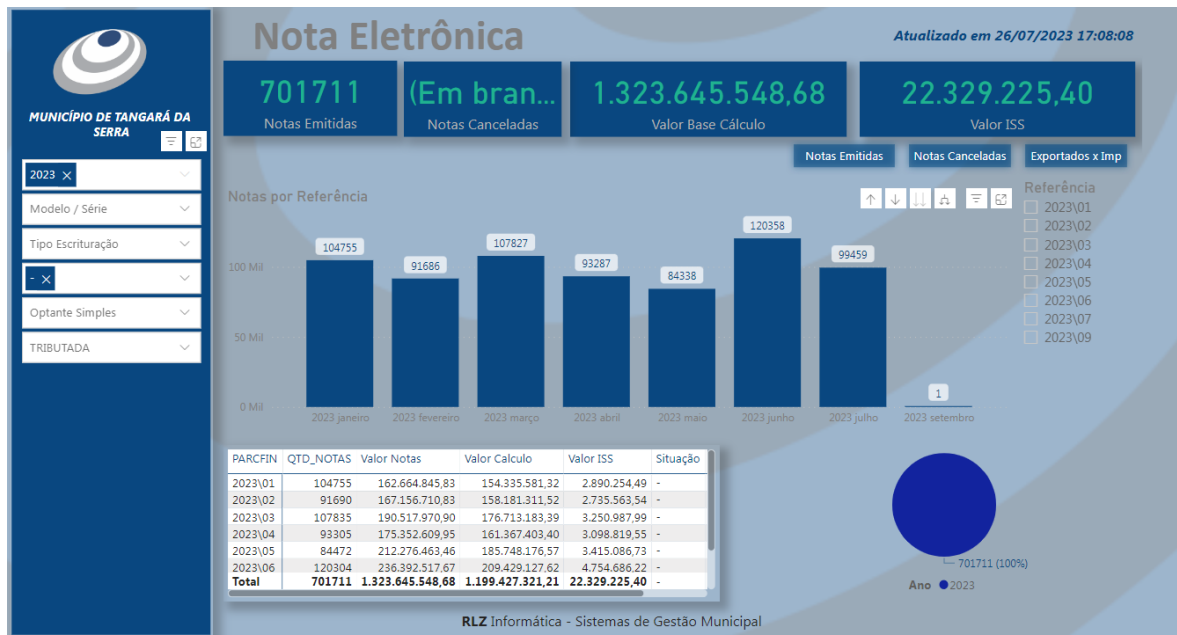 Nota Eletrônica
Atualizado em 26/07/2023 17:08:08
MUNICÍPIO DE TANGARÁ DA
SERRA
2023
Modelo / Série
Tipo Escrituração
-
Optante Simples
TRIBUTADA
701711
Notas Emitidas
(Em bran...
Notas Canceladas
1.323.645.548,68
Valor Base Cálculo
22.329.225,40
Valor ISS
Notas Emitidas
Notas Canceladas
Exportados x Imp
Notas por Referência
100 Mil
50 Mil
0 Mil
104755
91686
107827
93287
84338
120358
99459
1
2023 janeiro
2023 fevereiro
2023 março
2023 abril
2023 maio
2023 junho
2023 julho
2023 setembro
Referência
2023\01
2023\02
2023\03
2023\04
2023\05
2023\06
2023\07
2023\09
PARCFIN QTD_NOTAS Valor Notas Valor Calculo Valor ISS Situação
2023\01 104755 162.664.845,83 154.335.581,32 2.890.254,49 -
2023\02 91690 167.156.710,83 158.181.311,52 2.735.563,54 -
2023\03 107835 190.517.970,90 176.713.183,39 3.250.987,99 -
2023\04 93305 175.352.609,95 161.367.403,40 3.098.819,55 -
2023\05 84472 212.276.463,46 185.748.176,57 3.415.086,73 -
2023\06 120304 236.392.517,67 209.429.127,62 4.754.686,22 -
Total 701711 1.323.645.548,68 1.199.427.321,21 22.329.225,40 -
701711 (100%)
Ano 2023
RLZ Informática - Sistemas de Gestão Municipal